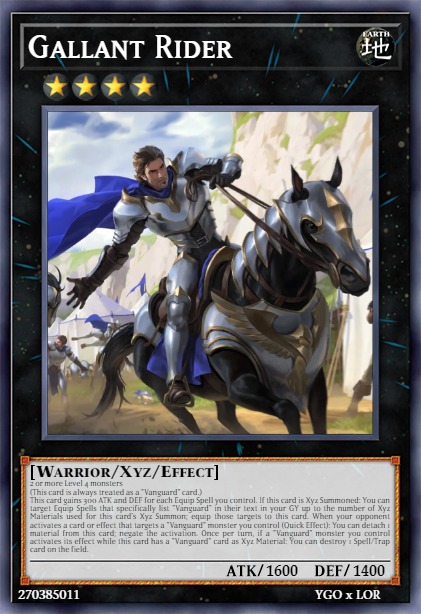 Gallant Rider
EARTH
地
[Warrior/Xyz/Effect]
2 or more Level 4 monsters
(This card is always treated as a "Vanguard" card.)
This card gains 300 ATK and DEF for each Equip Spell you control. If this card is Xyz Summoned: You can
target Equip Spells that specifically list "Vanguard" in their text in your GY up to the number of Xyz
Materials used for this card's Xyz Summon; equip those targets to this card. When your opponent
activates a card or effect that targets a "Vanguard" monster you control (Quick Effect): You can detach 1
material from this card; negate the activation. Once per turn, if a "Vanguard" monster you control
activates its effect while this card has a "Vanguard" card as Xyz Material: You can destroy 1 Spell/Trap
card on the field.
ATK/1600 DEF/1400
270385011 YGO x LOR